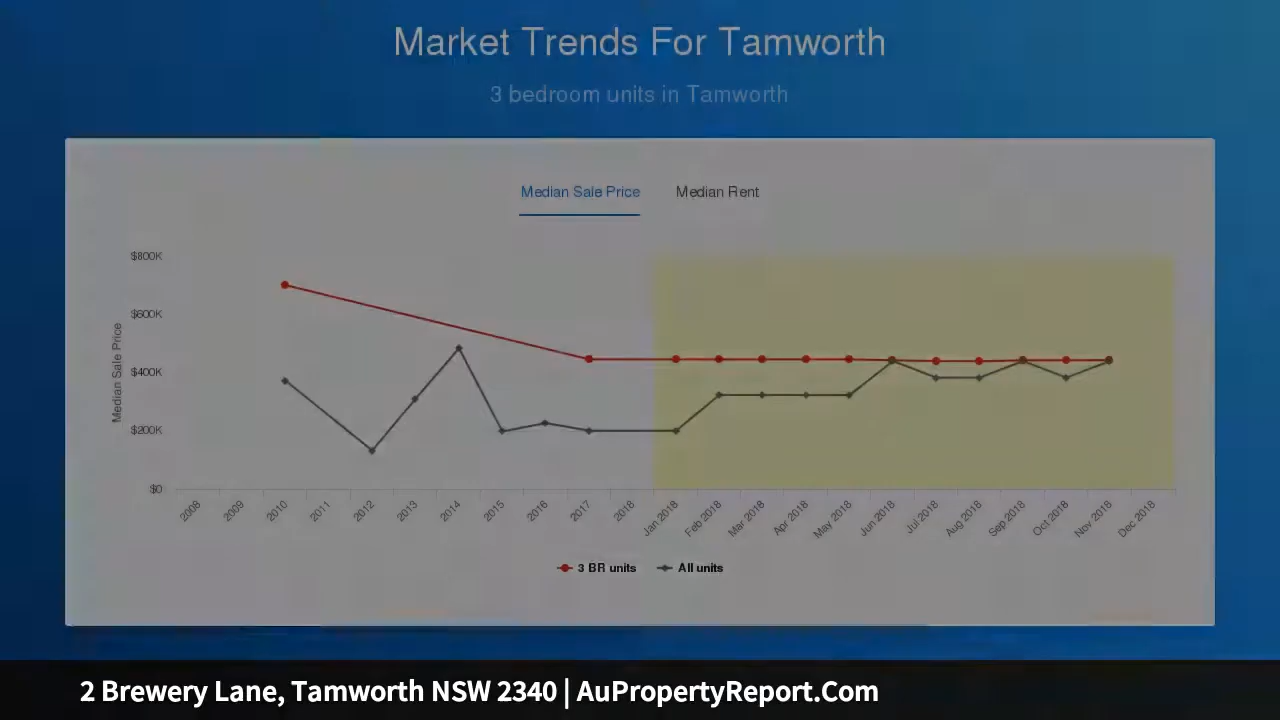 Market Trends For Tamworth
3 bedroom units in Tamworth
Median Sale Price Median Rent
$800K
$600K
$400K
$200K
$0
Median Sale Price
2008 2009 2010 2011 2012 2013 2014 2015 2016 2017 2018 Jan 2018 Feb 2018 Mar 2018 Apr 2018 May 2018 Jun 2018 Jul 2018 Aug 2018 Sep 2018 Oct 2018 Nov 2018 Dec 2018
3 BR units All units
2 Brewery Lane, Tamworth NSW 2340 | AuPropertyReport.Com